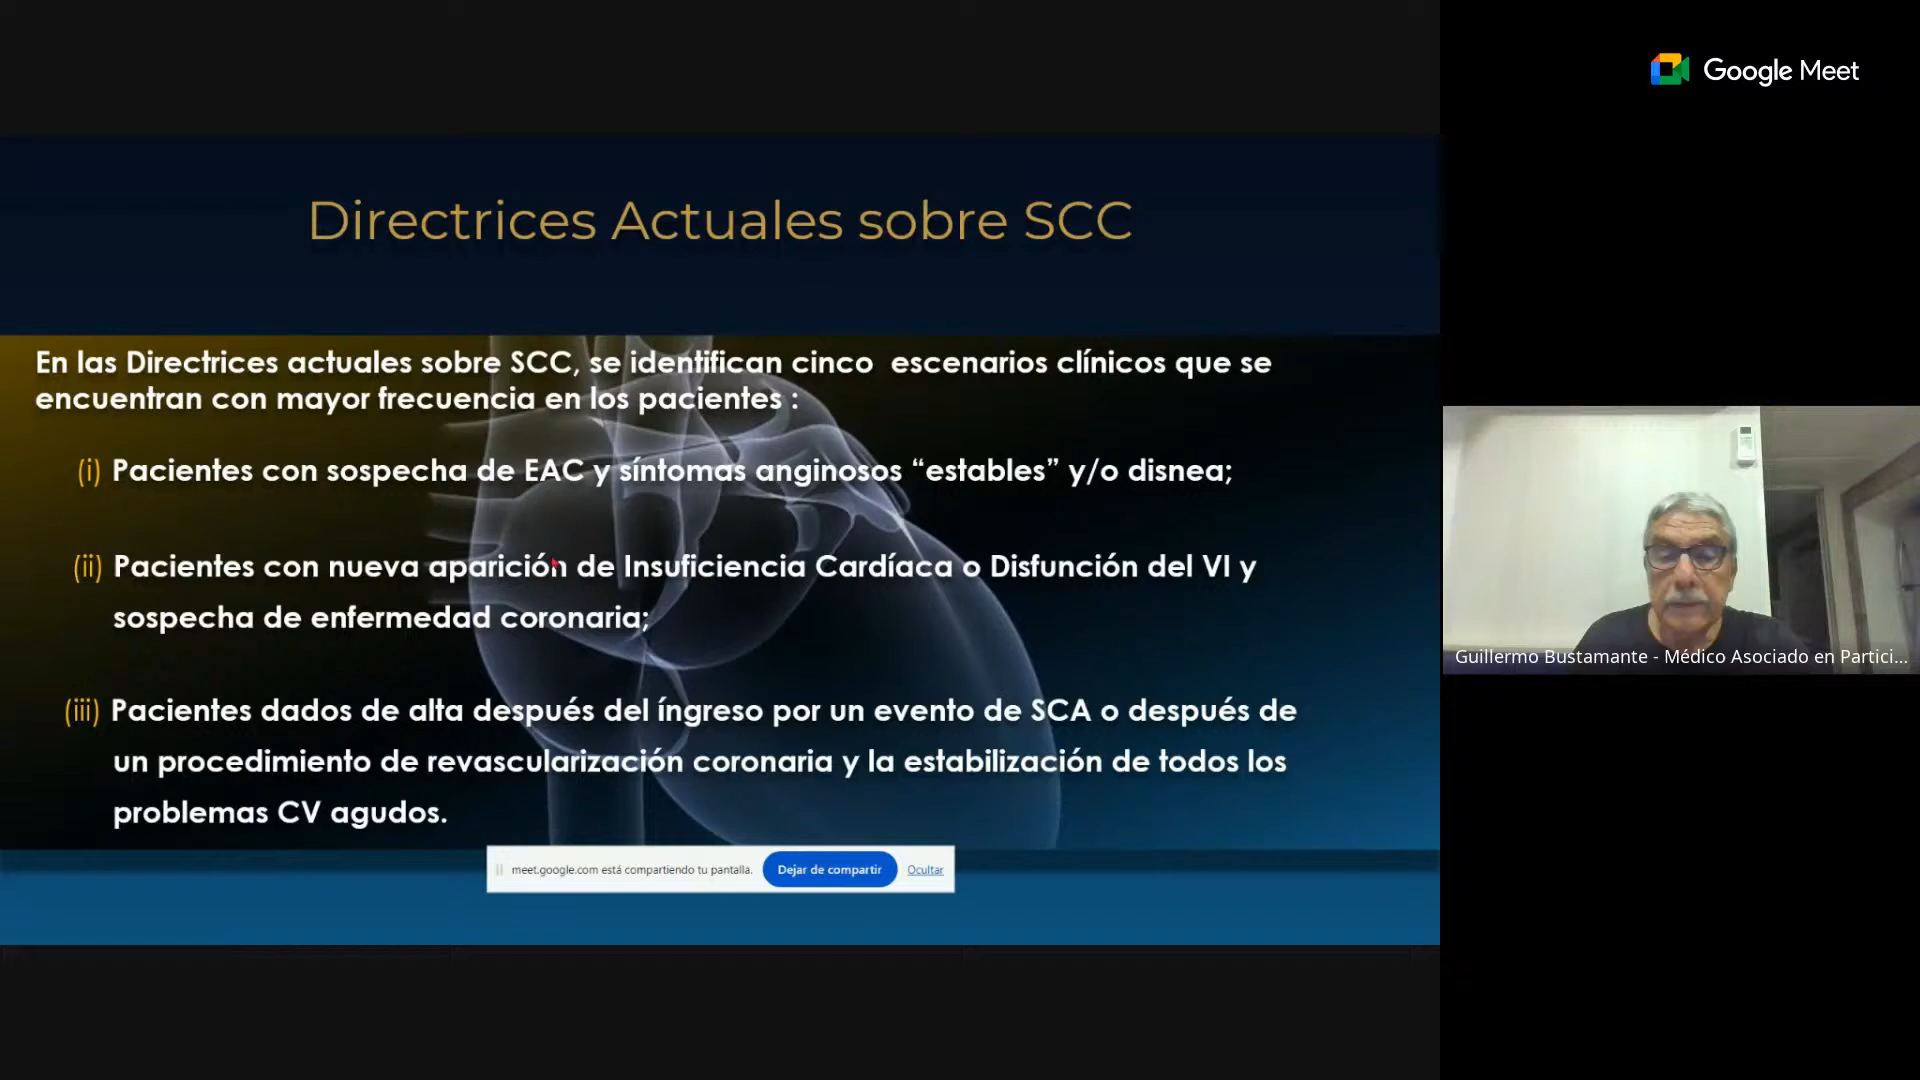 Google Meet
Directrices Actuales sobre SCC
En las Directrices actuales sobre SCC, se identifican cinco escenarios clínicos que se
encuentran con mayor frecuencia en los pacientes :
(i) Pacientes con sospecha de EAC y síntomas anginosos “estables” y/o disnea;
(ii) Pacientes con nueva aparición de Insuficiencia Cardíaca o Disfunción del VI y
sospecha de enfermedad coronaria;
(iii) Pacientes dados de alta después del íngreso por un evento de SCA o después de
un procedimiento de revascularización coronaria y la estabilización de todos los
problemas CV agudos.
meet.google.com está compartiendo tu pantalla. Dejar de compartir Ocultar
Guillermo Bustamante - Médico Asociado en Partici...